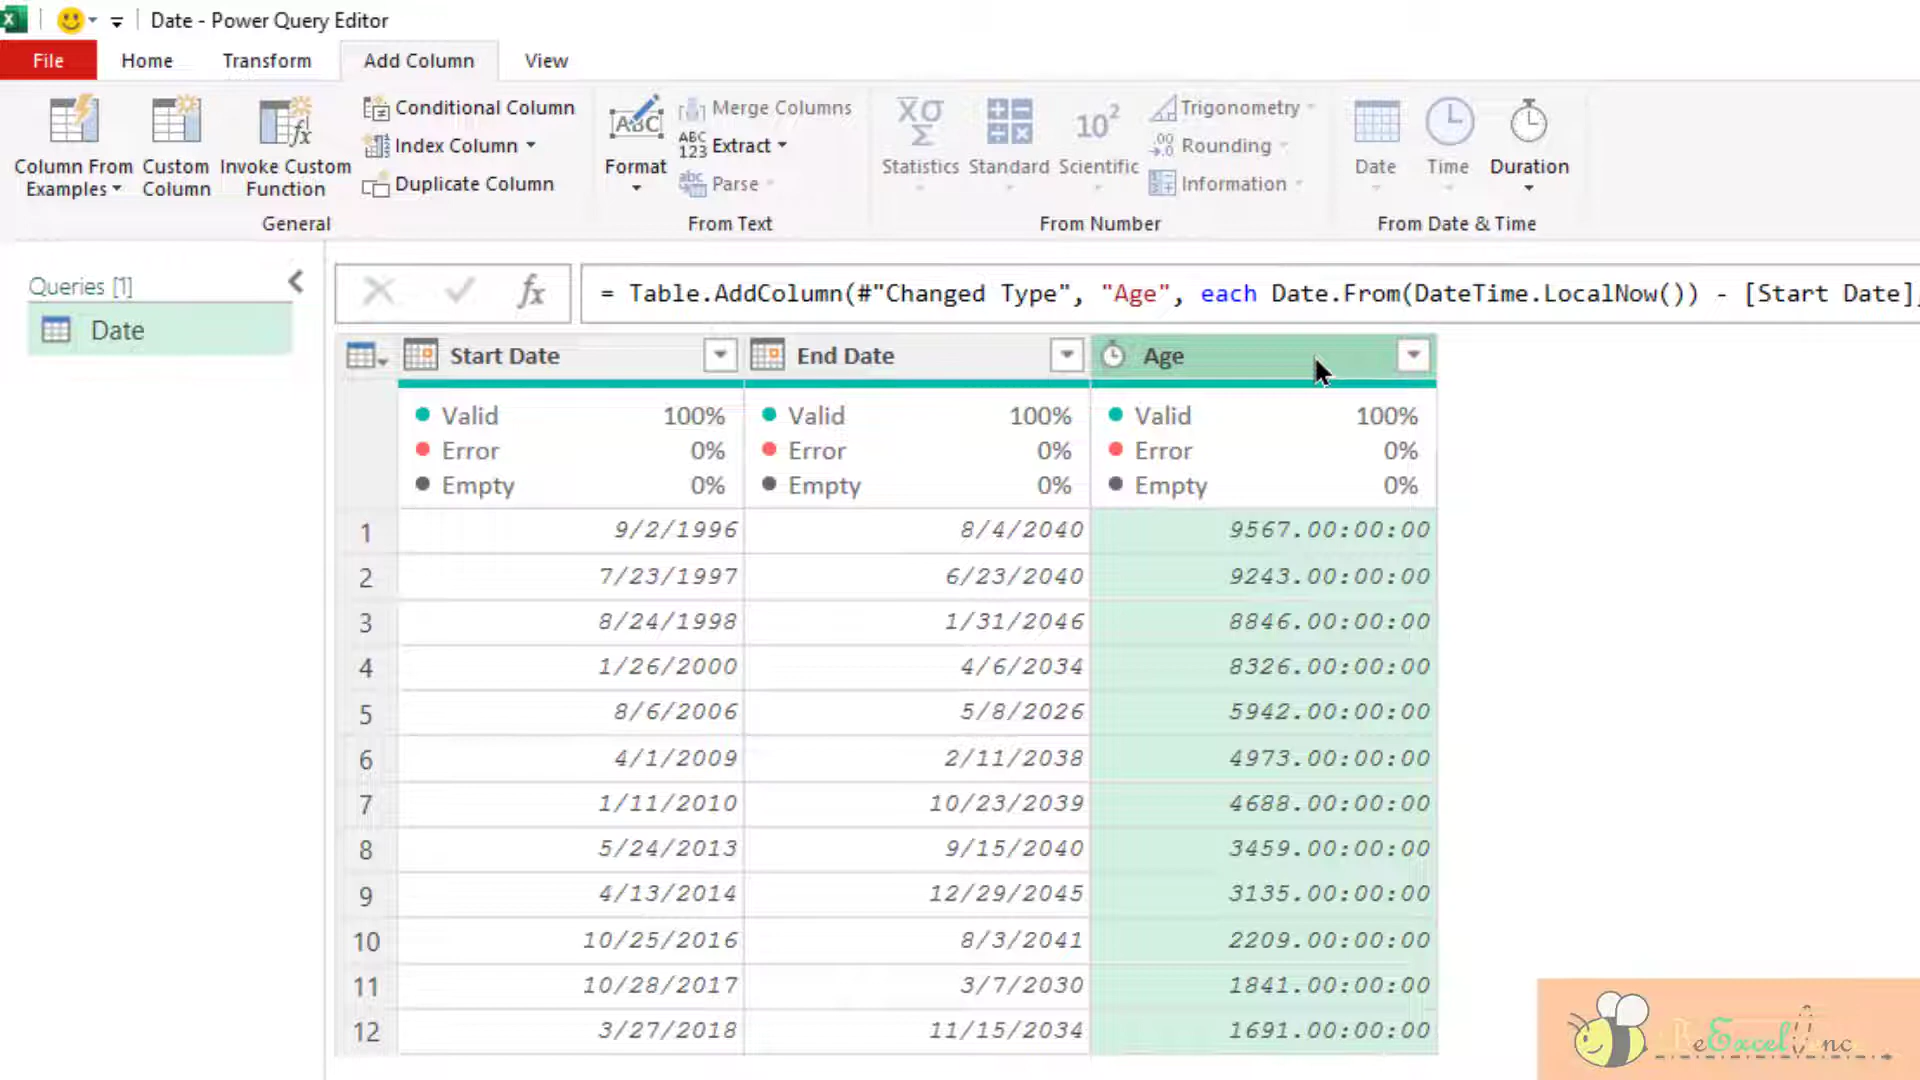 Date - Power Query Editor
File Home Transform Add Column View
Column From Examples
Custom Column
Invoke Custom Function
Conditional Column
Index Column
Duplicate Column
General
Format
Merge Columns
ABC 123 Extract
abc Parse
From Text
Statistics
Standard
Scientific
Trigonometry
Rounding
Information
From Number
Date
Time
Duration
From Date & Time
Queries [1]
Date
fx
= Table.AddColumn(#"Changed Type", "Age", each Date.From(DateTime.LocalNow()) - [Start Date],
Start Date End Date Age
Valid 100% Valid 100% Valid 100%
Error 0% Error 0% Error 0%
Empty 0% Empty 0% Empty 0%
1 9/2/1996 8/4/2040 9567.00:00:00
2 7/23/1997 6/23/2040 9243.00:00:00
3 8/24/1998 1/31/2046 8846.00:00:00
4 1/26/2000 4/6/2034 8326.00:00:00
5 8/6/2006 5/8/2026 5942.00:00:00
6 4/1/2009 2/11/2038 4973.00:00:00
7 1/11/2010 10/23/2039 4688.00:00:00
8 5/24/2013 9/15/2040 3459.00:00:00
9 4/13/2014 12/29/2045 3135.00:00:00
10 10/25/2016 8/3/2041 2209.00:00:00
11 10/28/2017 3/7/2030 1841.00:00:00
12 3/27/2018 11/15/2034 1691.00:00:00